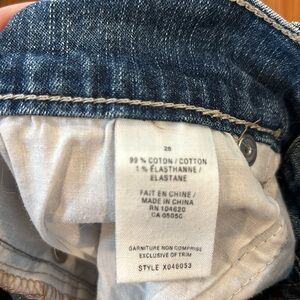 28
99 % COTON / COTTON
1 % ÉLASTHANNE /
ELASTANE
FAIT EN CHINE /
MADE IN CHINA
RN 104620
CA 05050
GARNITURE NON COMPRISE
EXCLUSIVE OF TRIM
STYLE X046053